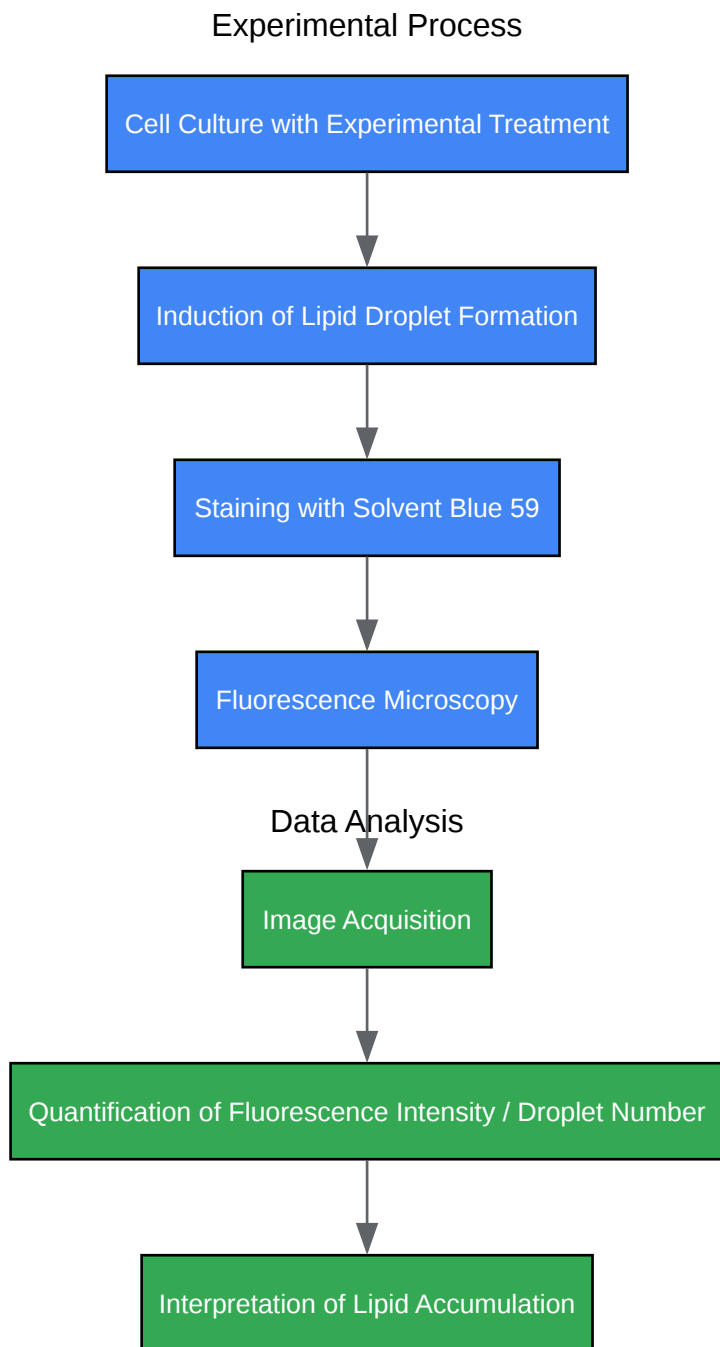 Experimental Process
Cell Culture with Experimental Treatment
Induction of Lipid Droplet Formation
Staining with Solvent Blue 59
Fluorescence Microscopy
Data Analysis
Image Acquisition
Quantification of Fluorescence Intensity / Droplet Number
Interpretation of Lipid Accumulation